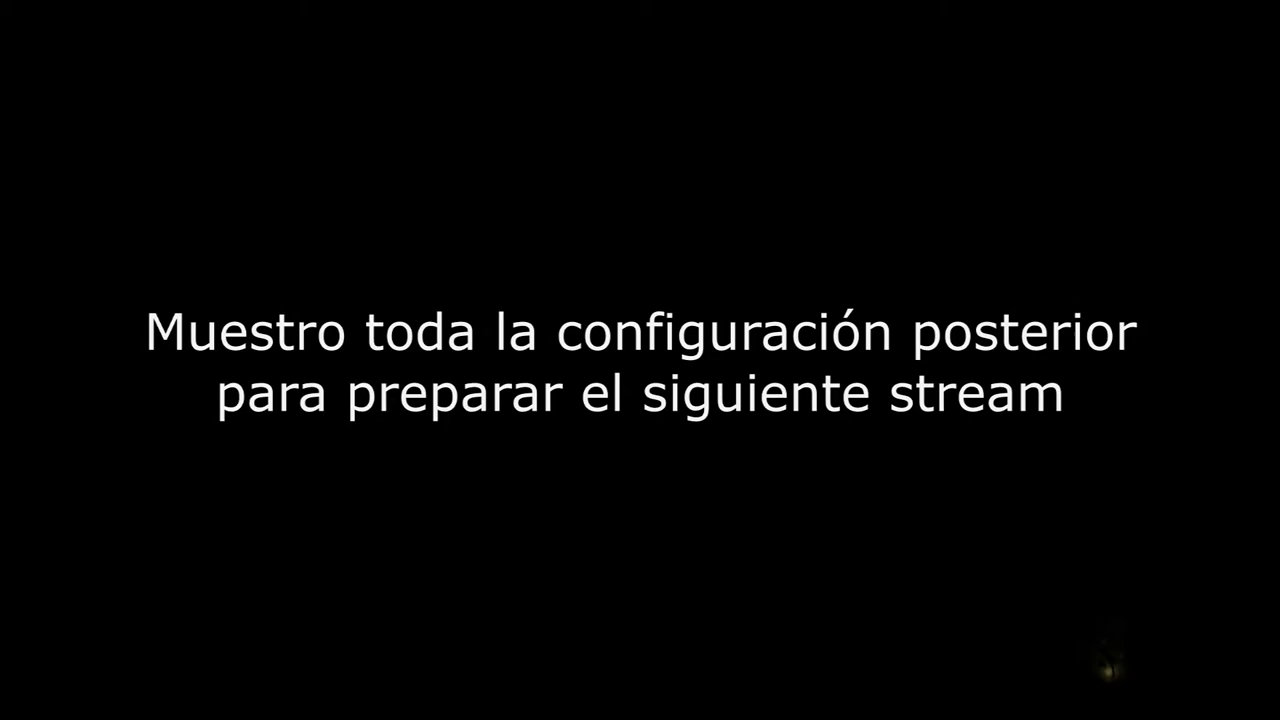 Muestro toda la configuración posterior
para preparar el siguiente stream